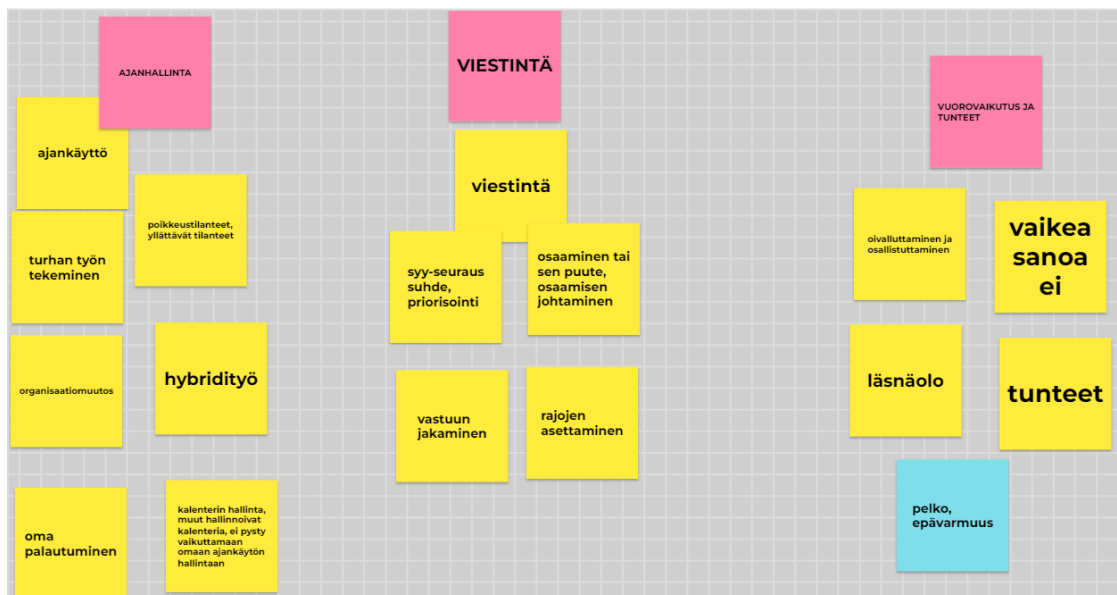 AJANHALLINTA
ajankäyttö
poikkeustilanteet,
yllättävät tilanteet
turhan työn
tekeminen
organisaatiomuutos
hybridityö
oma
palautuminen
kalenterin hallinta,
muut hallinnoivat
kalenteria, ei pysty
vaikuttamaan
omaan ajankäytön
hallintaan
VIESTINTÄ
viestintä
syy-seuraus
suhde,
priorisointi
osaaminen tai
sen puute,
osaamisen
johtaminen
vastuun
jakaminen
rajojen
asettaminen
VUOROVAIKUTUS JA
TUNTEET
oivalluttaminen ja
osallistuttaminen
vaikea
sanoa
ei
läsnäolo
tunteet
pelko,
epävarmuus